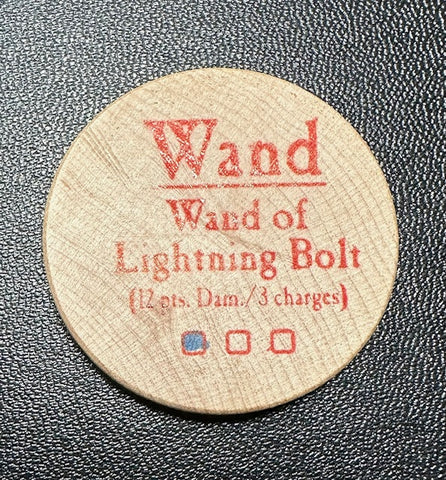 Wand
Wand of
Lightning Bolt
(12 pts. Dam./3 charges)